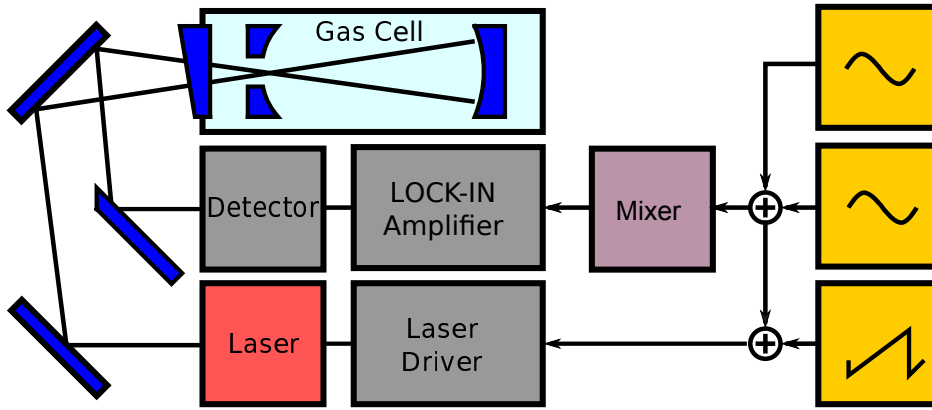 Gas Cell
Detector
LOCK-IN
Amplifier
Mixer
Laser
Laser
Driver